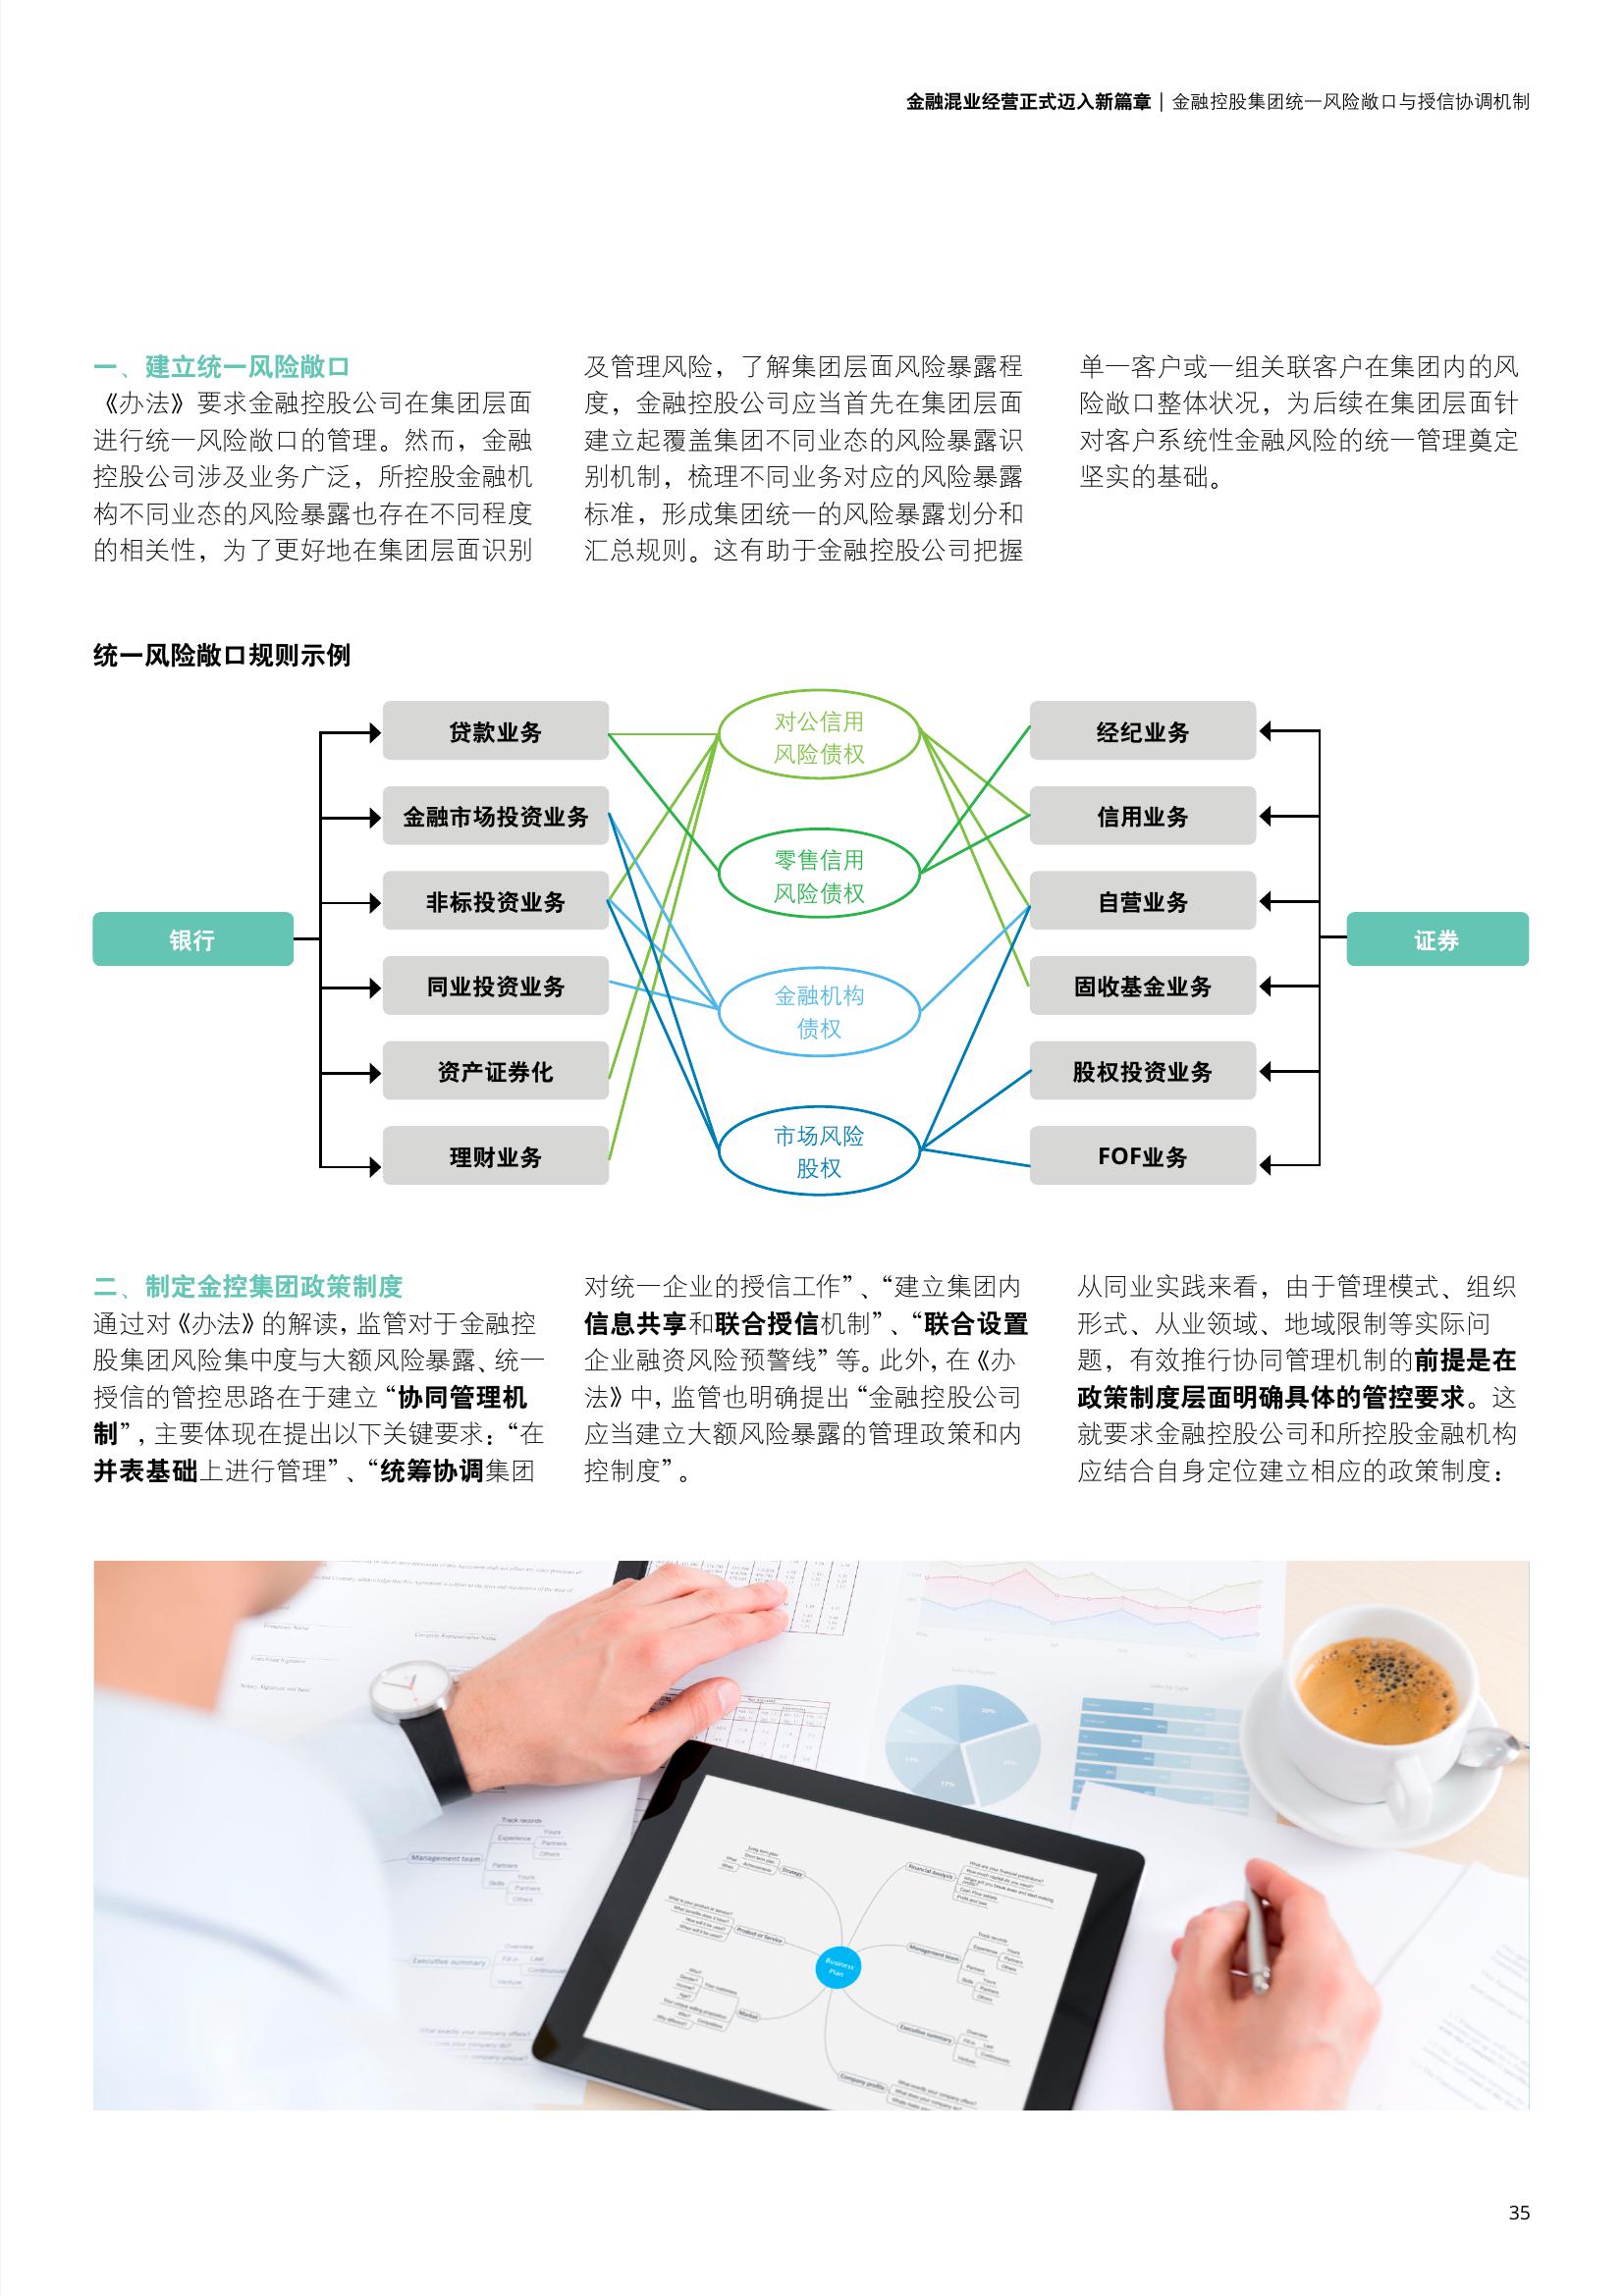 金融混业经营正式迈入新篇章 | 金融控股集团统一风险敞口与授信协调机制
一、建立统一风险敞口
《办法》要求金融控股公司在集团层面
进行统一风险敞口的管理。然而，金融
控股公司涉及业务广泛，所控股金融机
构不同业态的风险暴露也存在不同程度
的相关性，为了更好地在集团层面识别
及管理风险，了解集团层面风险暴露程
度，金融控股公司应当首先在集团层面
建立起覆盖集团不同业态的风险暴露识
别机制，梳理不同业务对应的风险暴露
标准，形成集团统一的风险暴露划分和
汇总规则。这有助于金融控股公司把握
单一客户或一组关联客户在集团内的风
险敞口整体状况，为后续在集团层面针
对客户系统性金融风险的统一管理奠定
坚实的基础。
统一风险敞口规则示例
银行
贷款业务
金融市场投资业务
非标投资业务
同业投资业务
资产证券化
理财业务
对公信用
风险债权
零售信用
风险债权
金融机构
债权
市场风险
股权
经纪业务
信用业务
自营业务
固收基金业务
股权投资业务
FOF业务
证券
二、制定金控集团政策制度
通过对《办法》的解读，监管对于金融控
股集团风险集中度与大额风险暴露、统一
授信的管控思路在于建立“协同管理机
制”，主要体现在提出以下关键要求：“在
并表基础上进行管理”、“统筹协调集团
对统一企业的授信工作”、“建立集团内
信息共享和联合授信机制”、“联合设置
企业融资风险预警线”等。此外，在《办
法》中，监管也明确提出“金融控股公司
应当建立大额风险暴露的管理政策和内
控制度”。
从同业实践来看，由于管理模式、组织
形式、从业领域、地域限制等实际问
题，有效推行协同管理机制的前提是在
政策制度层面明确具体的管控要求。这
就要求金融控股公司和所控股金融机构
应结合自身定位建立相应的政策制度：
Track records
Experience
Yours
Partners
Others
Management team
Partners
Skills
Yours
Partners
Others
Executive summary
Business
Plan
Strategy
Product or Service
Market
Financial Analysis
Management team
Executive summary
Company profile
35